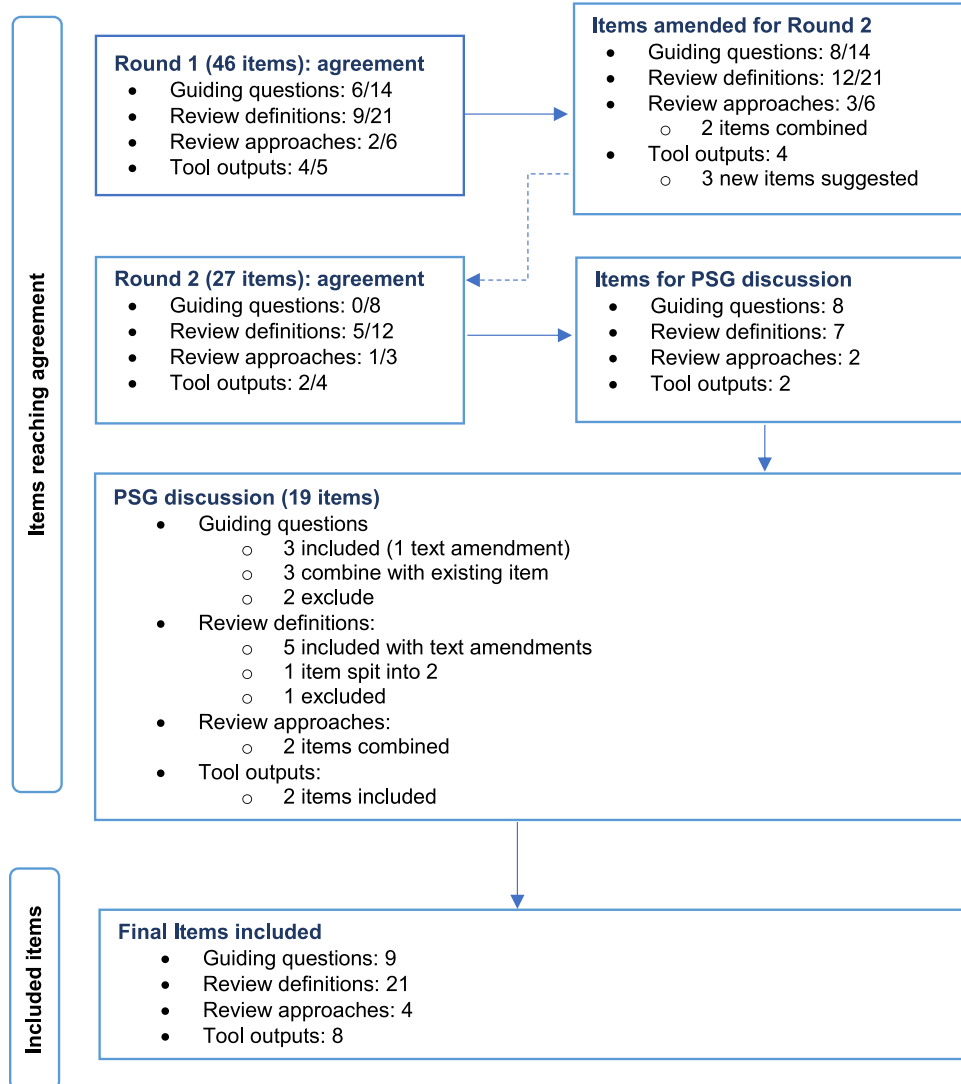 Items reaching agreement
Round 1 (46 items): agreement
• Guiding questions: 6/14
• Review definitions: 9/21
• Review approaches: 2/6
• Tool outputs: 4/5
Items amended for Round 2
• Guiding questions: 8/14
• Review definitions: 12/21
• Review approaches: 3/6
o 2 items combined
• Tool outputs: 4
o 3 new items suggested
Round 2 (27 items): agreement
• Guiding questions: 0/8
• Review definitions: 5/12
• Review approaches: 1/3
• Tool outputs: 2/4
Items for PSG discussion
• Guiding questions: 8
• Review definitions: 7
• Review approaches: 2
• Tool outputs: 2
PSG discussion (19 items)
• Guiding questions
o 3 included (1 text amendment)
o 3 combine with existing item
o 2 exclude
• Review definitions:
o 5 included with text amendments
o 1 item spit into 2
o 1 excluded
• Review approaches:
o 2 items combined
• Tool outputs:
o 2 items included
Included items
Final Items included
• Guiding questions: 9
• Review definitions: 21
• Review approaches: 4
• Tool outputs: 8